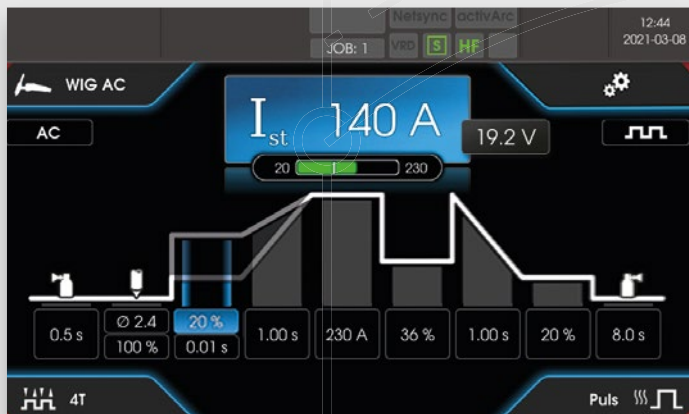 Netsync activArc
12:44
JOB: 1 VRD S HF
2021-03-08
WIG AC
I st 140 A
AC
19.2 V
20 230
0.5 s
Ø 2.4
100 %
20 %
0.01 s
1.00 s
230 A
36 %
1.00 s
20 %
8.0 s
4T
Puls